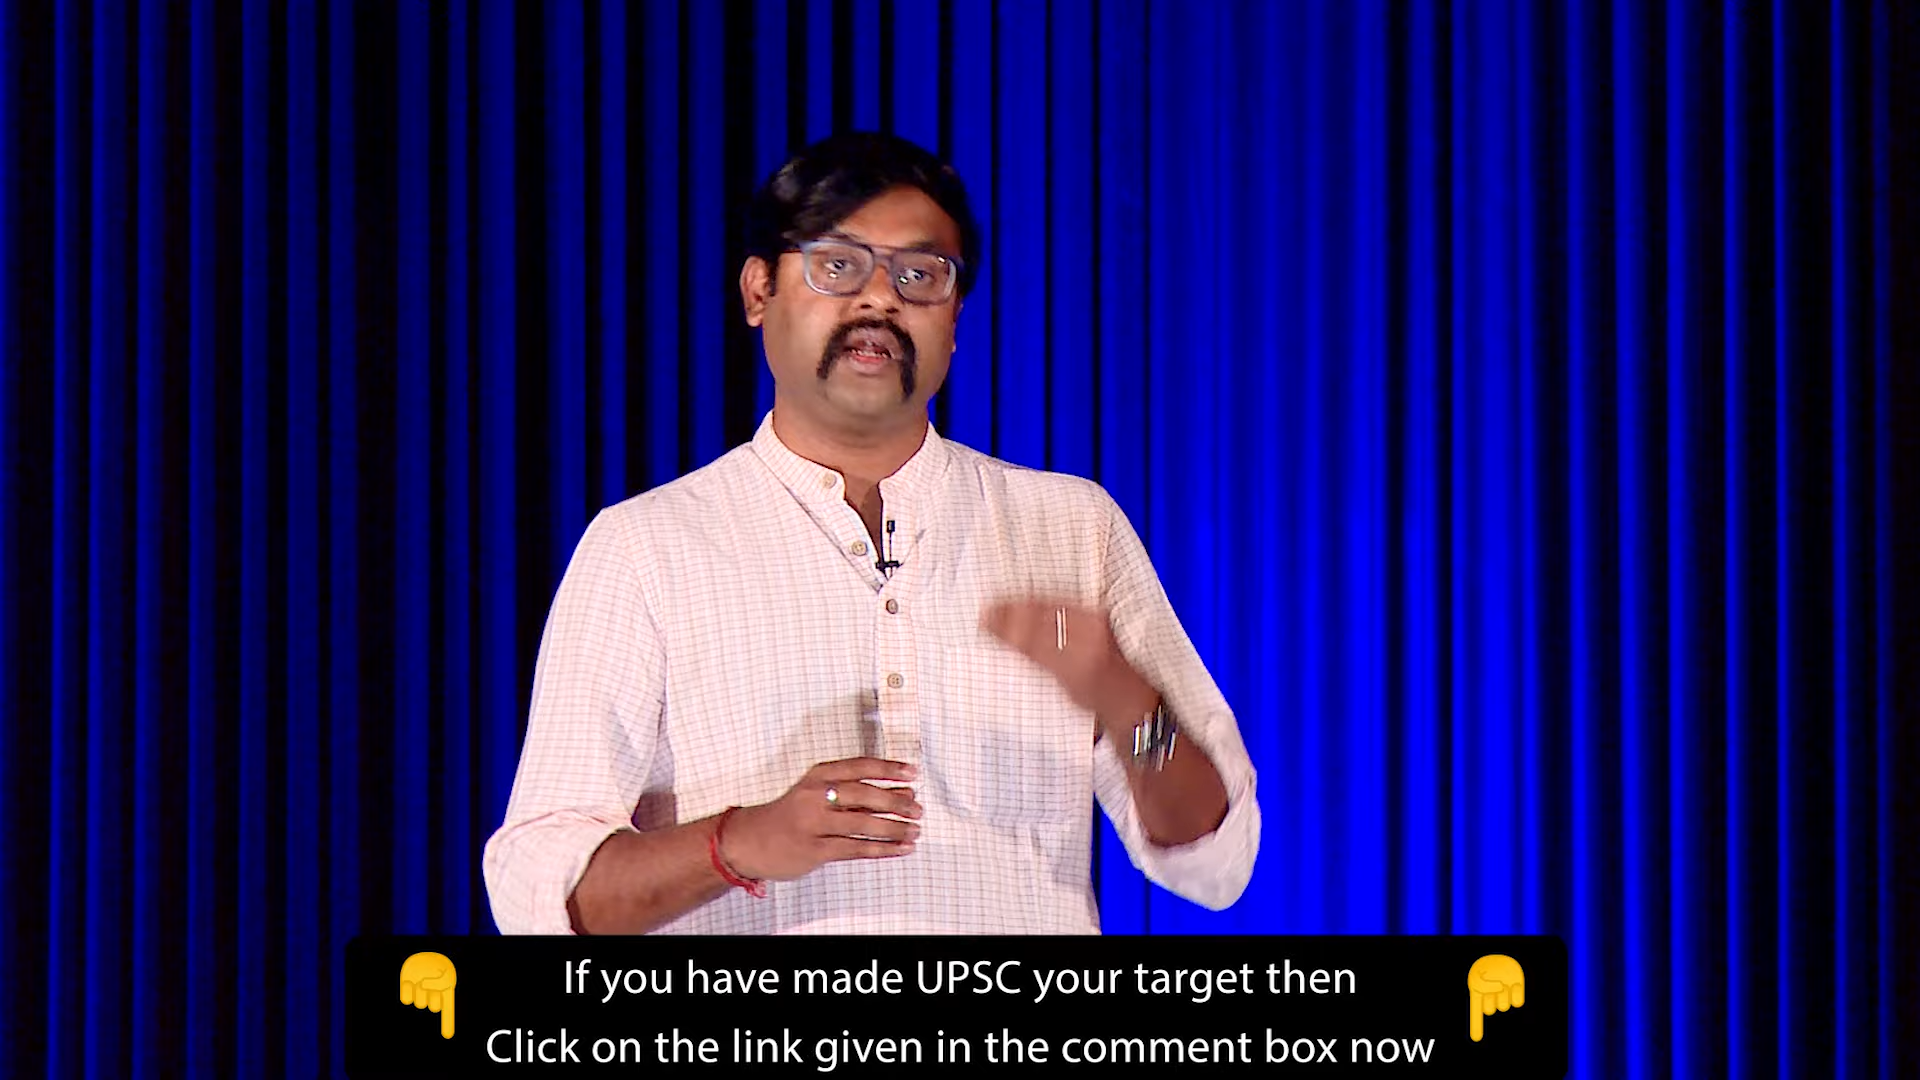 If you have made UPSC your target then
Click on the link given in the comment box now